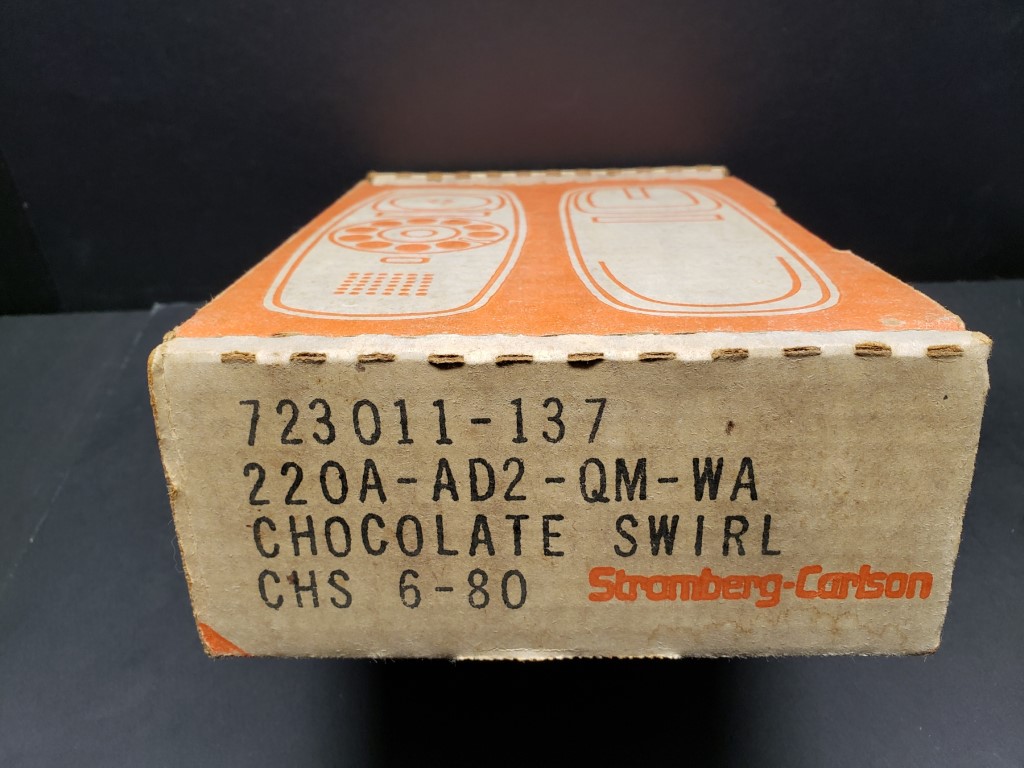 723011-137
220A-AD2-QM-WA
CHOCOLATE SWIRL
CHS 6-80
Stromberg-Carlson